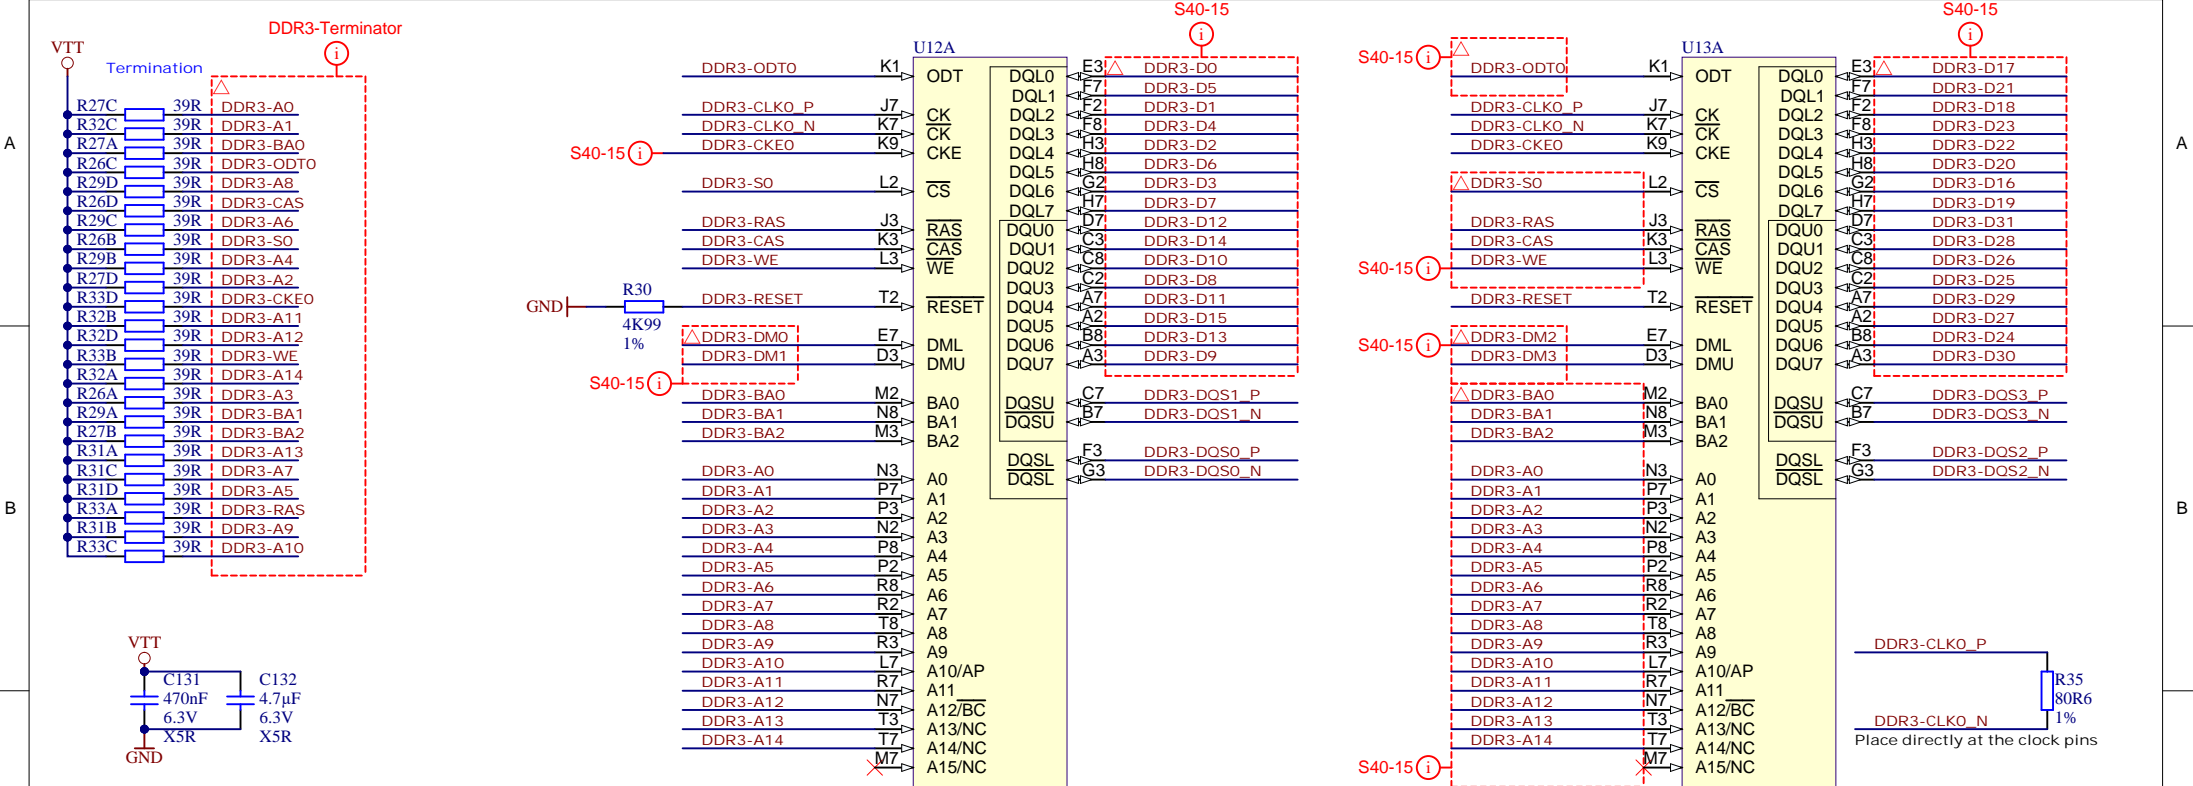 S40-15
S40-15
DDR3-Terminator
VTT
Termination
R27C 39R DDR3-A0
R32C 39R DDR3-A1
R27A 39R DDR3-BA0
R26C 39R DDR3-ODT0
R29D 39R DDR3-A8
R26D 39R DDR3-CAS
R29C 39R DDR3-A6
R26B 39R DDR3-S0
R29B 39R DDR3-A4
R27D 39R DDR3-A2
R33D 39R DDR3-CKE0
R32B 39R DDR3-A11
R32D 39R DDR3-A12
R33B 39R DDR3-WE
R32A 39R DDR3-A14
R26A 39R DDR3-A3
R29A 39R DDR3-BA1
R27B 39R DDR3-BA2
R31A 39R DDR3-A13
R31C 39R DDR3-A7
R31D 39R DDR3-A5
R33A 39R DDR3-RAS
R31B 39R DDR3-A9
R33C 39R DDR3-A10
A
B
VTT
C131
470nF
6.3V
X5R
C132
4.7µF
6.3V
X5R
GND
U12A
DDR3-ODT0 K1 ODT
DDR3-CLK0_P J7 CK
DDR3-CLK0_N K7 CK
S40-15 DDR3-CKE0 K9 CKE
DDR3-S0 L2 CS
DDR3-RAS J3 RAS
DDR3-CAS K3 CAS
DDR3-WE L3 WE
GND R30 4K99 1%
DDR3-RESET T2 RESET
DDR3-DM0 E7 DML
DDR3-DM1 D3 DMU
S40-15
DDR3-BA0 M2 BA0
DDR3-BA1 N8 BA1
DDR3-BA2 M3 BA2
DDR3-A0 N3 A0
DDR3-A1 P7 A1
DDR3-A2 P3 A2
DDR3-A3 N2 A3
DDR3-A4 P8 A4
DDR3-A5 P2 A5
DDR3-A6 R8 A6
DDR3-A7 R2 A7
DDR3-A8 T8 A8
DDR3-A9 R3 A9
DDR3-A10 L7 A10/AP
DDR3-A11 R7 A11
DDR3-A12 N7 A12/BC
DDR3-A13 T3 A13/NC
DDR3-A14 T7 A14/NC
M7 A15/NC
DQL0 E3 DDR3-D0
DQL1 F7 DDR3-D5
DQL2 F2 DDR3-D1
DQL3 F8 DDR3-D4
DQL4 H3 DDR3-D2
DQL5 H8 DDR3-D6
DQL6 G2 DDR3-D3
DQL7 H7 DDR3-D7
DQU0 D7 DDR3-D12
DQU1 C3 DDR3-D14
DQU2 C8 DDR3-D10
DQU3 C2 DDR3-D8
DQU4 A7 DDR3-D11
DQU5 A2 DDR3-D15
DQU6 B8 DDR3-D13
DQU7 A3 DDR3-D9
DQSU C7 DDR3-DQS1_P
DQSU B7 DDR3-DQS1_N
DQSL F3 DDR3-DQS0_P
DQSL G3 DDR3-DQS0_N
U13A
S40-15
DDR3-ODT0 K1 ODT
DDR3-CLK0_P J7 CK
DDR3-CLK0_N K7 CK
DDR3-CKE0 K9 CKE
DDR3-S0 L2 CS
DDR3-RAS J3 RAS
DDR3-CAS K3 CAS
S40-15 DDR3-WE L3 WE
DDR3-RESET T2 RESET
S40-15 DDR3-DM2 E7 DML
DDR3-DM3 D3 DMU
DDR3-BA0 M2 BA0
DDR3-BA1 N8 BA1
DDR3-BA2 M3 BA2
DDR3-A0 N3 A0
DDR3-A1 P7 A1
DDR3-A2 P3 A2
DDR3-A3 N2 A3
DDR3-A4 P8 A4
DDR3-A5 P2 A5
DDR3-A6 R8 A6
DDR3-A7 R2 A7
DDR3-A8 T8 A8
DDR3-A9 R3 A9
DDR3-A10 L7 A10/AP
DDR3-A11 R7 A11
DDR3-A12 N7 A12/BC
DDR3-A13 T3 A13/NC
DDR3-A14 T7 A14/NC
S40-15 M7 A15/NC
DQL0 E3 DDR3-D17
DQL1 F7 DDR3-D21
DQL2 F2 DDR3-D18
DQL3 F8 DDR3-D23
DQL4 H3 DDR3-D22
DQL5 H8 DDR3-D20
DQL6 G2 DDR3-D16
DQL7 H7 DDR3-D19
DQU0 D7 DDR3-D31
DQU1 C3 DDR3-D28
DQU2 C8 DDR3-D26
DQU3 C2 DDR3-D25
DQU4 A7 DDR3-D29
DQU5 A2 DDR3-D27
DQU6 B8 DDR3-D24
DQU7 A3 DDR3-D30
DQSU C7 DDR3-DQS3_P
DQSU B7 DDR3-DQS3_N
DQSL F3 DDR3-DQS2_P
DQSL G3 DDR3-DQS2_N
DDR3-CLK0_P
R35
80R6
1%
DDR3-CLK0_N
Place directly at the clock pins
A
B